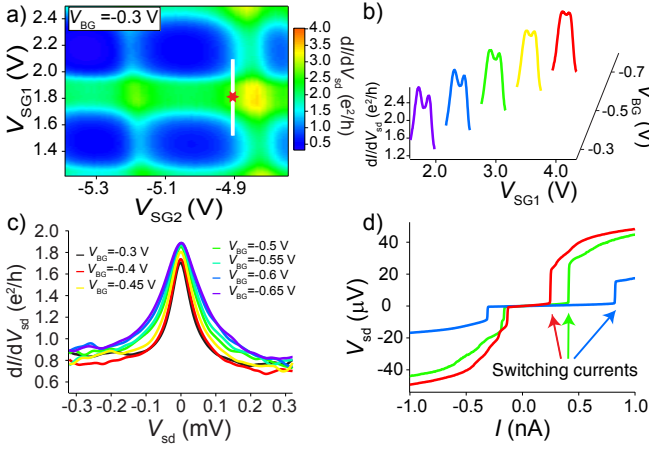 a)
V_BG=-0.3 V
2.4
2.2
2.0
1.8
1.6
1.4
V_SG1 (V)
-5.3
-5.1
-4.9
V_SG2 (V)
4.0
3.5
3.0
2.5
2.0
1.5
1.0
0.5
dI/dV_sd (e²/h)
b)
dI/dV_sd (e²/h)
2.4
2.0
1.6
1.2
2.0
3.0
4.0
V_SG1 (V)
-0.7
-0.5
-0.3
V_BG (V)
c)
dI/dV_sd (e²/h)
2.0
1.8
1.6
1.4
1.2
1.0
0.8
0.6
V_BG=-0.3 V
V_BG=-0.4 V
V_BG=-0.45 V
V_BG=-0.5 V
V_BG=-0.55 V
V_BG=-0.6 V
V_BG=-0.65 V
-0.3
-0.2
-0.1
0
0.1
0.2
0.3
V_sd (mV)
d)
V_sd (µV)
40
20
0
-20
-40
Switching currents
-1.0
-0.5
0.0
0.5
1.0
I (nA)